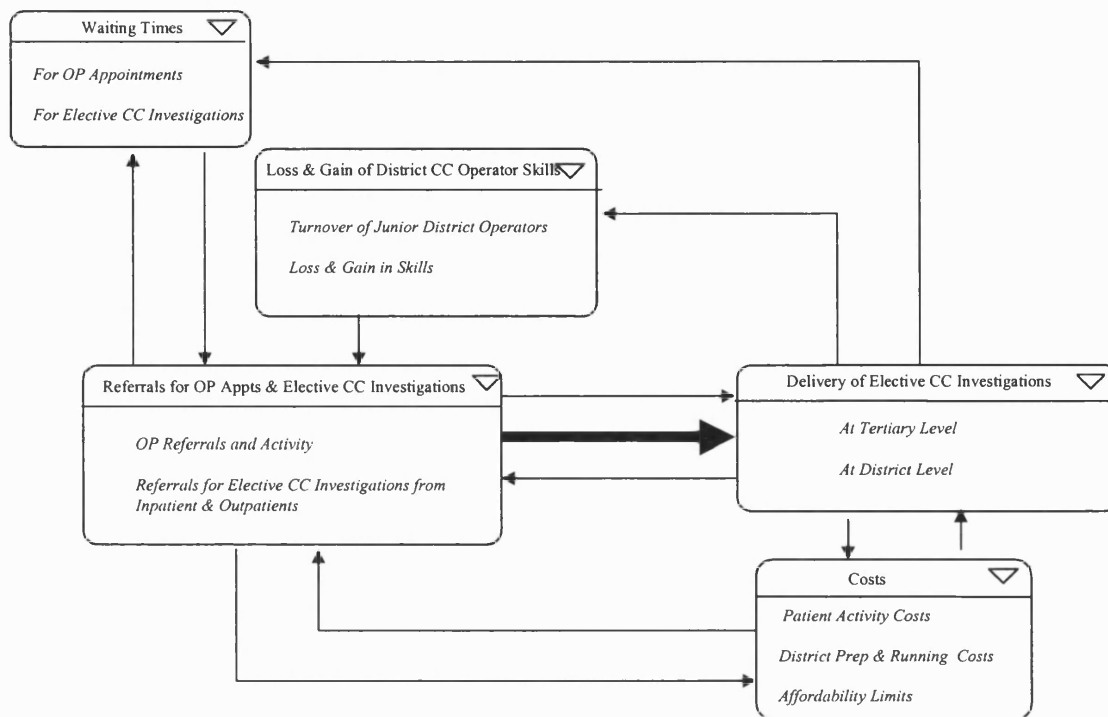 Waiting Times
For OP Appointments
For Elective CC Investigations
Loss & Gain of District CC Operator Skills
Turnover of Junior District Operators
Loss & Gain in Skills
Referrals for OP Appts & Elective CC Investigations
OP Referrals and Activity
Referrals for Elective CC Investigations from
Inpatient & Outpatients
Delivery of Elective CC Investigations
At Tertiary Level
At District Level
Costs
Patient Activity Costs
District Prep & Running Costs
Affordability Limits